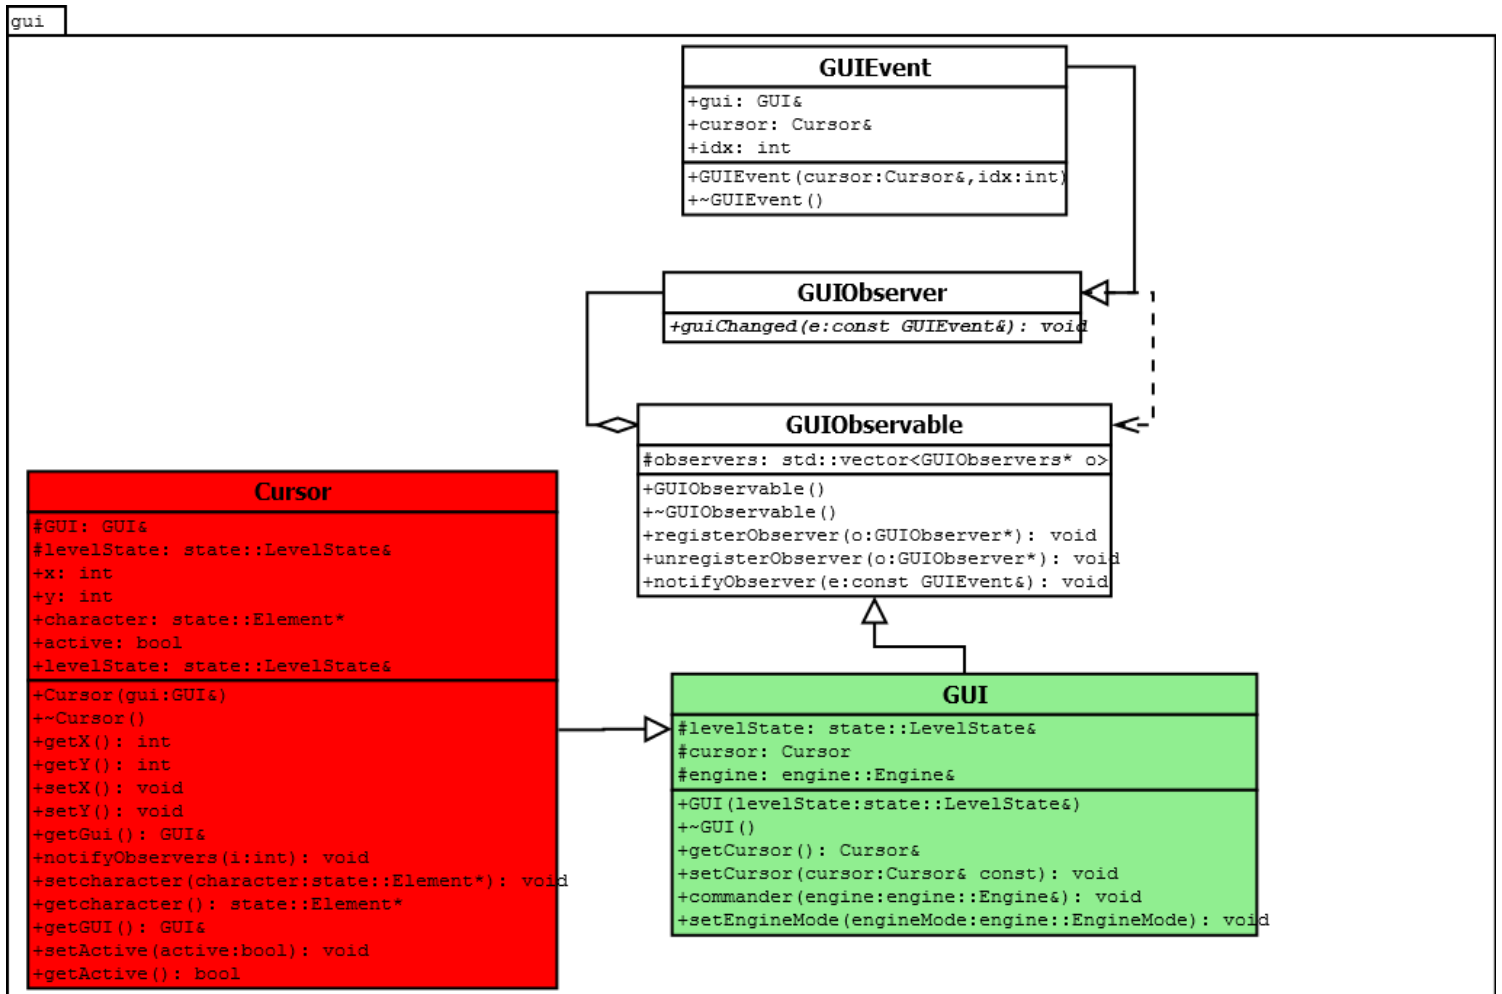 gui
GUIEvent
+gui: GUI&
+cursor: Cursor&
+idx: int
+GUIEvent(cursor:Cursor&,idx:int)
+~GUIEvent()
GUIObserver
+guiChanged(e:const GUIEvent&): void
GUIObservable
#observers: std::vector<GUIObservers* o>
+GUIObservable()
+~GUIObservable()
+registerObserver(o:GUIObserver*): void
+unregisterObserver(o:GUIObserver*): void
+notifyObserver(e:const GUIEvent&): void
Cursor
#GUI: GUI&
#levelState: state::LevelState&
+x: int
+y: int
+character: state::Element*
+active: bool
+levelState: state::LevelState&
+Cursor(gui:GUI&)
+~Cursor()
+getX(): int
+getY(): int
+setX(): void
+setY(): void
+getGui(): GUI&
+notifyObservers(i:int): void
+setcharacter(character:state::Element*): void
+getcharacter(): state::Element*
+getGUI(): GUI&
+setActive(active:bool): void
+getActive(): bool
GUI
#levelState: state::LevelState&
#cursor: Cursor
#engine: engine::Engine&
+GUI(levelState:state::LevelState&)
+~GUI()
+getCursor(): Cursor&
+setCursor(cursor:Cursor& const): void
+commander(engine:engine::Engine&): void
+setEngineMode(engineMode:engine::EngineMode): void